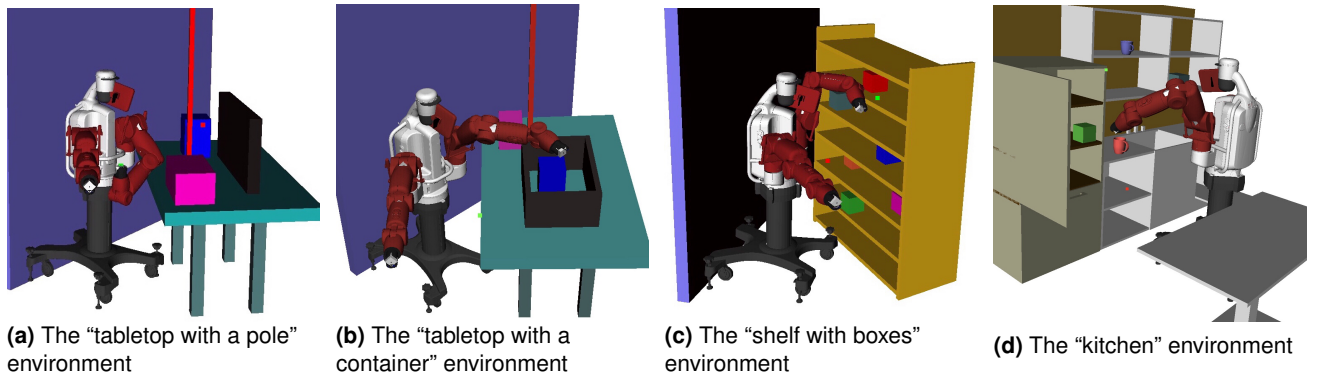 (a) The “tabletop with a pole”
environment
(b) The “tabletop with a
container” environment
(c) The “shelf with boxes”
environment
(d) The “kitchen” environment